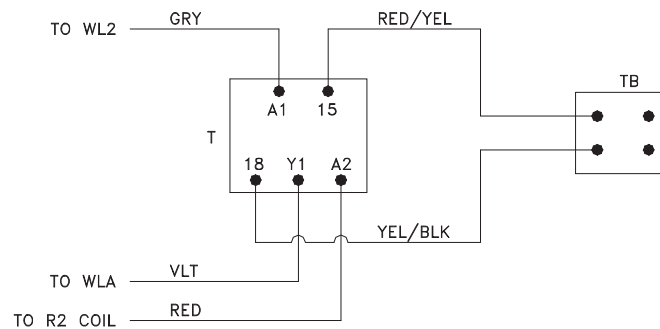 TO WL2
GRY
RED/YEL
TB
A1
15
T
18
Y1
A2
YEL/BLK
TO WLA
VLT
TO R2 COIL
RED